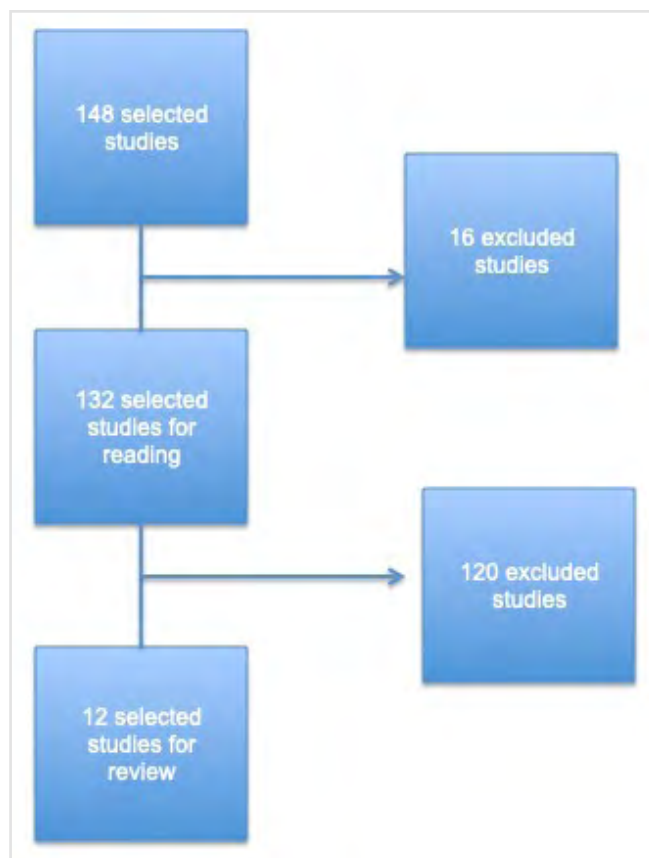 148 selected
studies
16 excluded
studies
132 selected
studies for
reading
120 excluded
studies
12 selected
studies for
review